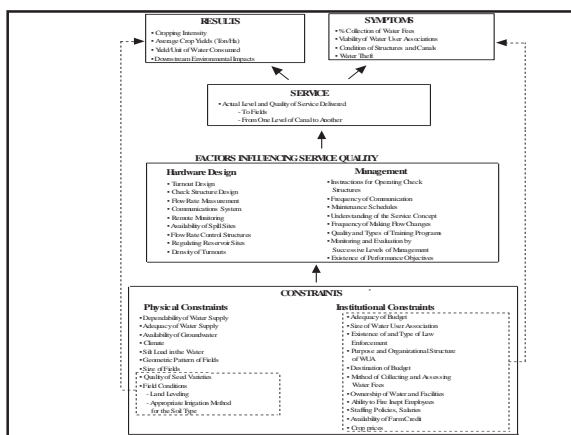 RESULTS
• Cropping Intensity
• Average Crop Yields (Ton/Ha)
• Yield/Unit of Water Consumed
• Downstream Environmental Impacts
SYMPTOMS
• % Collection of Water Fees
• Viability of Water User Associations
• Condition of Structures and Canals
• Water Theft
SERVICE
• Actual Level and Quality of Service Delivered
- To Fields
- From One Level of Canal to Another
FACTORS INFLUENCING SERVICE QUALITY
Hardware Design
• Turnout Design
• Check Structure Design
• Flow Rate Measurement
• Communications System
• Remote Monitoring
• Availability of Spill Sites
• Flow Rate Control Structures
• Regulating Reservoir Sites
• Density of Turnouts
Management
• Instructions for Operating Check
Structures
• Frequency of Communication
• Maintenance Schedules
• Understanding of the Service Concept
• Frequency of Making Flow Changes
• Quality and Types of Training Programs
• Monitoring and Evaluation by
Successive Levels of Management
• Existence of Performance Objectives
CONSTRAINTS
Physical Constraints
• Dependability of Water Supply
• Adequacy of Water Supply
• Availability of Groundwater
• Climate
• Silt Load in the Water
• Geometric Pattern of Fields
• Size of Fields
• Quality of Seed Varieties
• Field Conditions
- Land Leveling
- Appropriate Irrigation Method
for the Soil Type
Institutional Constraints
• Adequacy of Budget
• Size of Water User Association
• Existence of and Type of Law
Enforcement
• Purpose and Organizational Structure
of WUA
• Destination of Budget
• Method of Collecting and Assessing
Water Fees
• Ownership of Water and Facilities
• Ability to Fire Inept Employees
• Staffing Policies, Salaries
• Availability of Farm Credit
• Crop prices